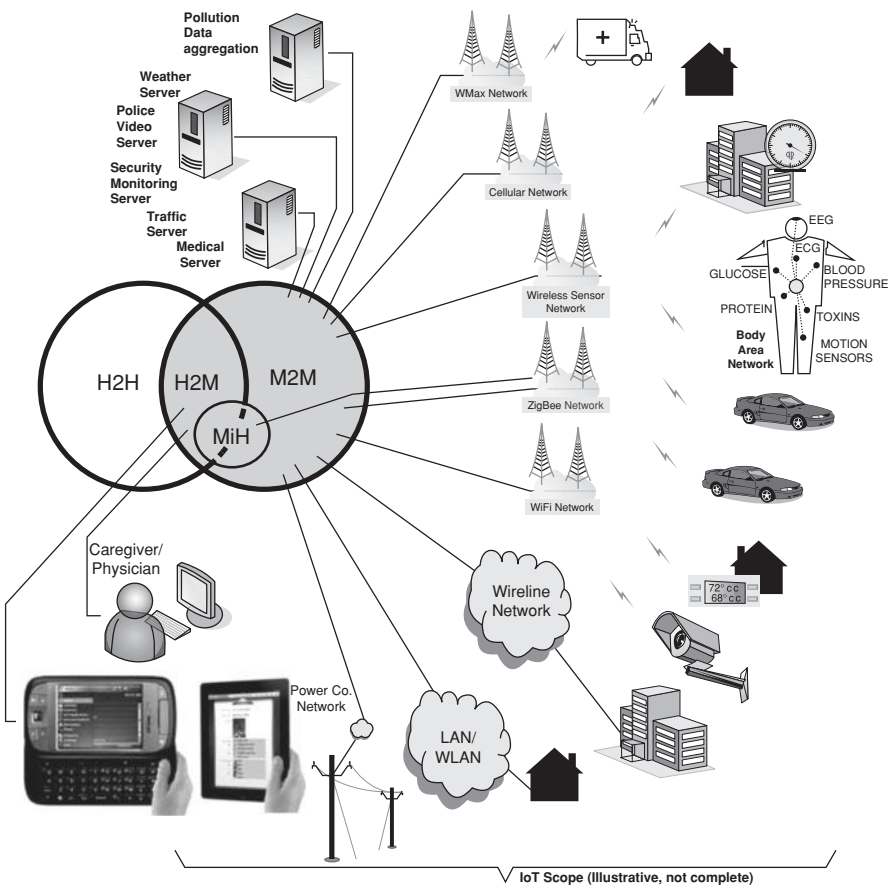 Pollution
Data
aggregation
Weather
Server
Police
Video
Server
Security
Monitoring
Server
Traffic
Server
Medical
Server
WMax Network
Cellular Network
Wireless Sensor
Network
ZigBee Network
WiFi Network
EEG
ECG
GLUCOSE
BLOOD
PRESSURE
PROTEIN
TOXINS
Body
Area
Network
MOTION
SENSORS
H2H
H2M
M2M
MiH
Caregiver/
Physician
Wireline
Network
72° c c
68° c c
Power Co.
Network
LAN/
WLAN
IoT Scope (Illustrative, not complete)